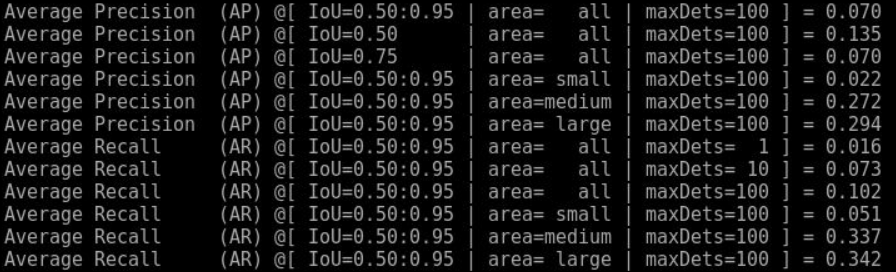 Average Precision  (AP) @[ IoU=0.50:0.95 | area=   all | maxDets=100 ] = 0.070
Average Precision  (AP) @[ IoU=0.50      | area=   all | maxDets=100 ] = 0.135
Average Precision  (AP) @[ IoU=0.75      | area=   all | maxDets=100 ] = 0.070
Average Precision  (AP) @[ IoU=0.50:0.95 | area= small | maxDets=100 ] = 0.022
Average Precision  (AP) @[ IoU=0.50:0.95 | area=medium | maxDets=100 ] = 0.272
Average Precision  (AP) @[ IoU=0.50:0.95 | area= large | maxDets=100 ] = 0.294
Average Recall     (AR) @[ IoU=0.50:0.95 | area=   all | maxDets=  1 ] = 0.016
Average Recall     (AR) @[ IoU=0.50:0.95 | area=   all | maxDets= 10 ] = 0.073
Average Recall     (AR) @[ IoU=0.50:0.95 | area=   all | maxDets=100 ] = 0.102
Average Recall     (AR) @[ IoU=0.50:0.95 | area= small | maxDets=100 ] = 0.051
Average Recall     (AR) @[ IoU=0.50:0.95 | area=medium | maxDets=100 ] = 0.337
Average Recall     (AR) @[ IoU=0.50:0.95 | area= large | maxDets=100 ] = 0.342